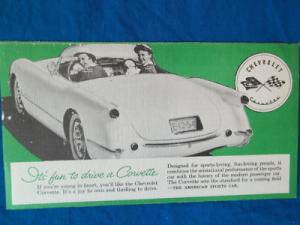 CHEVROLET
Corvette
It's fun to drive a Corvette
If you're young in heart, you'll like the Chevrolet
Corvette. It's a joy to own and thrilling to drive.
Designed for sports-loving, fun-loving people, it
combines the sensational performance of the sports
car with the luxury of the modern passenger car.
The Corvette sets the standard for a coming field
—THE AMERICAN SPORTS CAR.